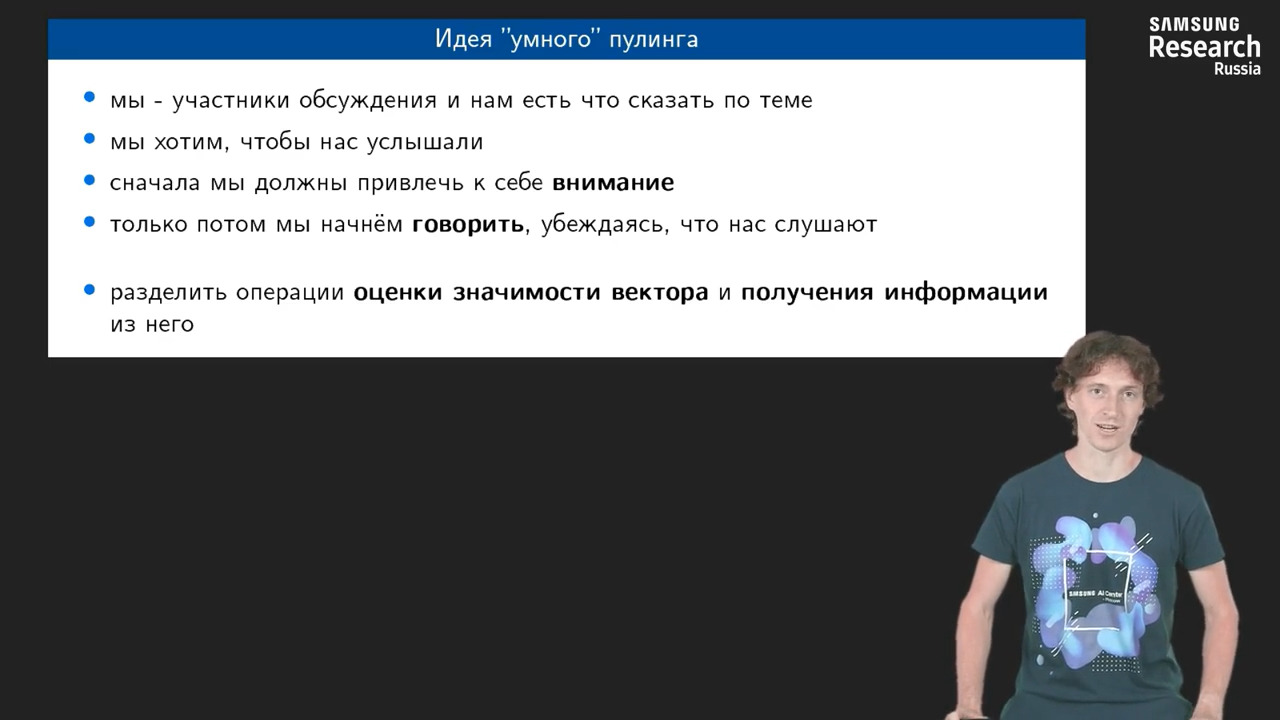 SAMSUNG
Research
Russia
Идея "умного" пулинга
мы - участники обсуждения и нам есть что сказать по теме
мы хотим, чтобы нас услышали
сначала мы должны привлечь к себе внимание
только потом мы начнём говорить, убеждаясь, что нас слушают
разделить операции оценки значимости вектора и получения информации
из него
SAMSUNG AI Center